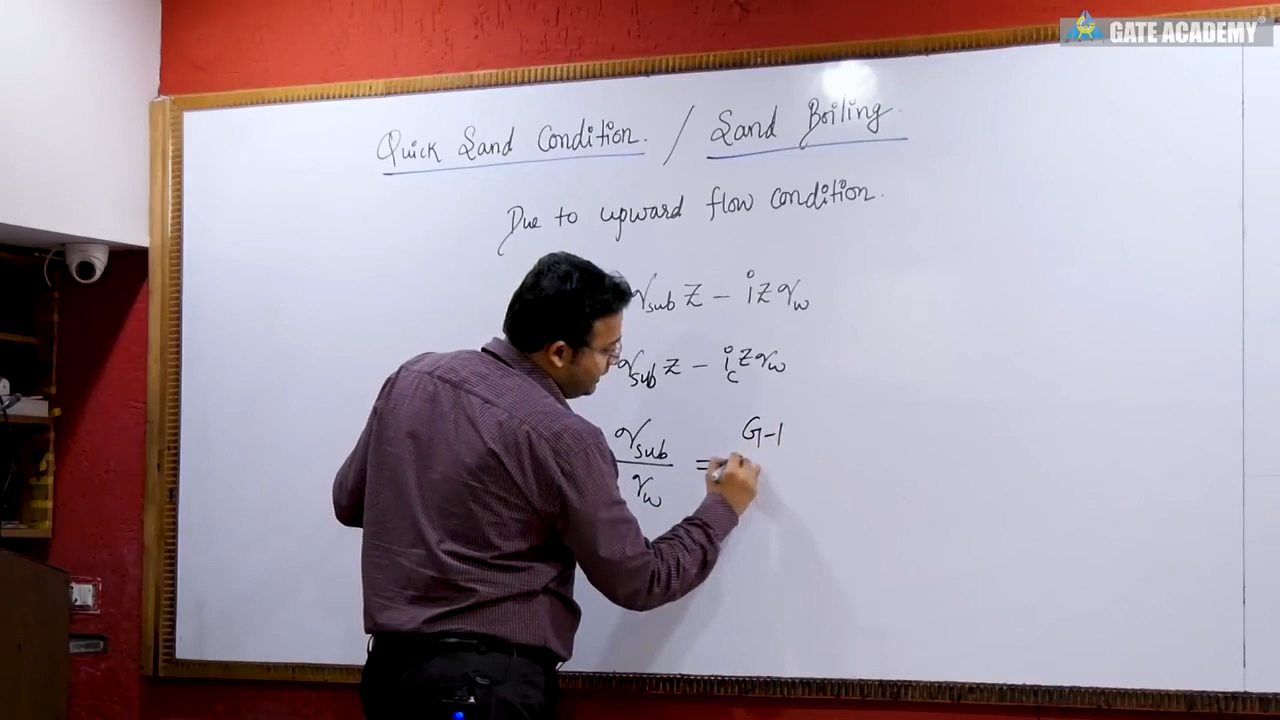 GATE ACADEMY
Quick Sand Condition. / Sand Boiling.
Due to upward flow condition.
γsub Z - i Z γw
γsub Z - ic Z γw
γsub / γw = G-1